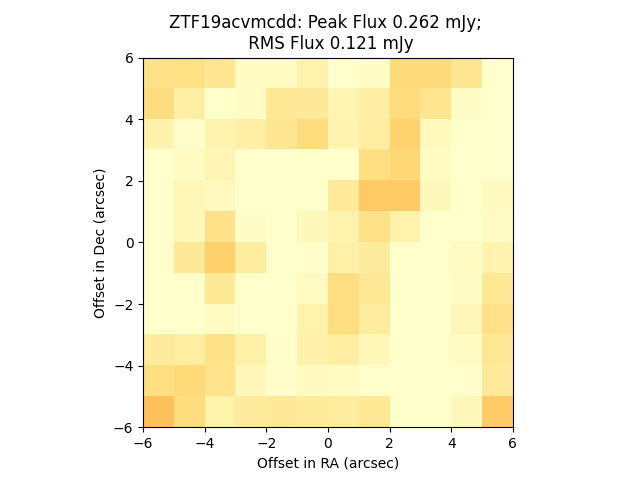 ZTF19acvmcdd: Peak Flux 0.262 mJy;
RMS Flux 0.121 mJy
6
4
2
0
−2
−4
−6
Offset in Dec (arcsec)
−6 −4 −2 0 2 4 6
Offset in RA (arcsec)